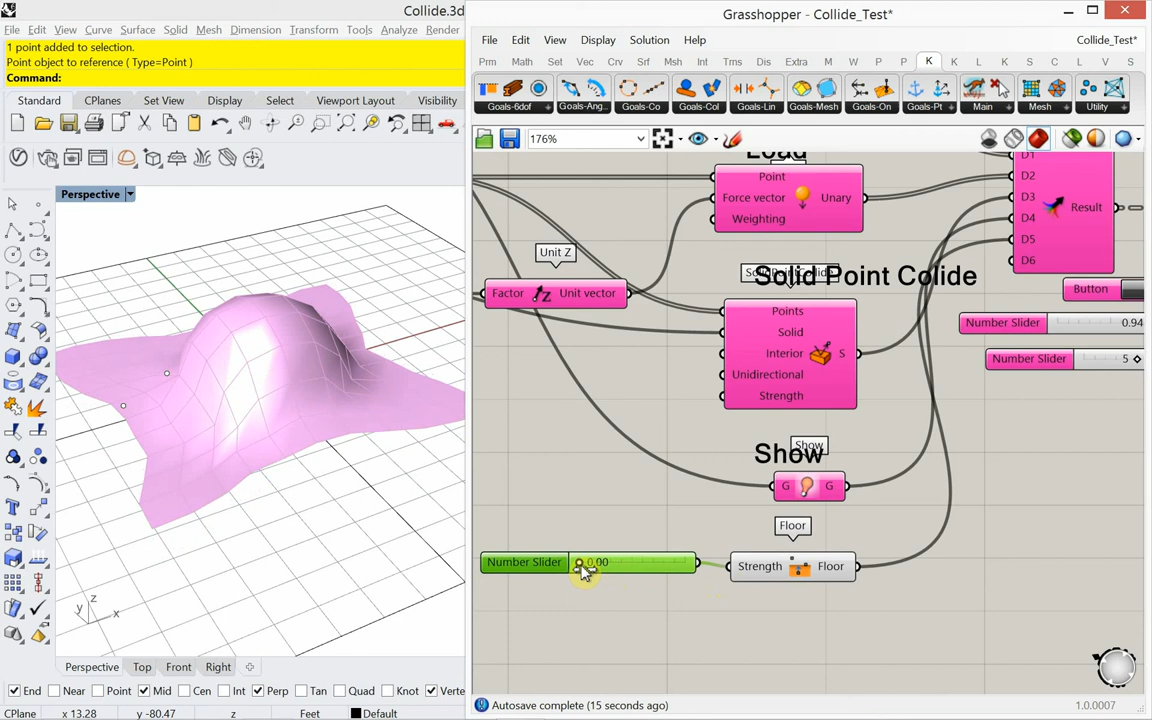 Collide.3d
File Edit View Curve Surface Solid Mesh Dimension Transform Tools Analyze Render
1 point added to selection.
Point object to reference ( Type=Point )
Command:
Standard CPlanes Set View Display Select Viewport Layout Visibility
Perspective
z
y
x
Perspective Top Front Right
End Near Point Mid Cen Int Perp Tan Quad Knot Verte
CPlane x 13.28 y -80.47 z Feet Default
Grasshopper - Collide_Test*
File Edit View Display Solution Help Collide_Test*
Prm Math Set Vec Crv Srf Msh Int Trns Dis Extra M W P P K K L L V S
Goals-6dof Goals-Ang... Goals-Co Goals-Col Goals-Lin Goals-Mesh Goals-On Goals-Pt Main Mesh Utility
176%
Load
Point
Force vector Unary
Weighting
D1
D2
D3
D4
D5
D6
Result
Unit Z
Factor Unit vector
Solid Point Colide
Points
Solid
Interior S
Unidirectional
Strength
Button
Number Slider 0.94
Number Slider 5
Show
Show
G G
Floor
Number Slider 0.00
Strength Floor
Autosave complete (15 seconds ago) 1.0.0007